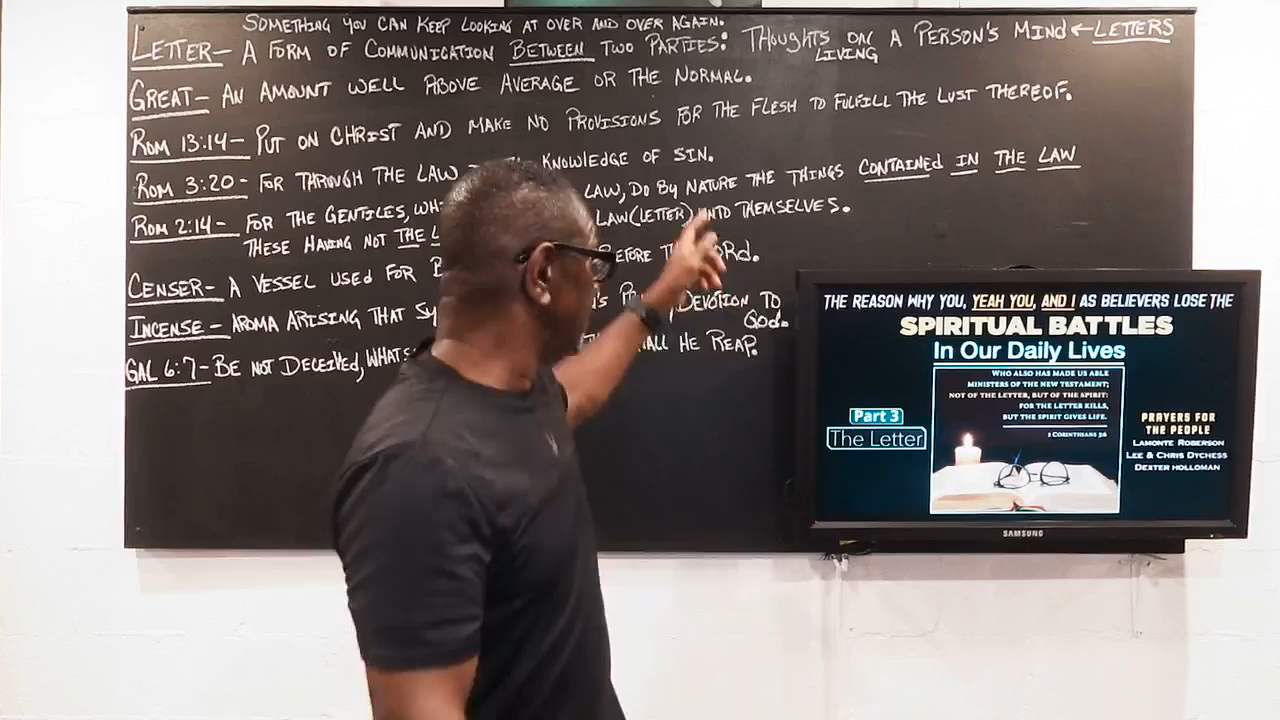 SOMETHING YOU CAN KEEP LOOKING AT OVER AND OVER AGAIN.
LETTER- A FORM OF COMMUNICATION BETWEEN TWO PARTIES: THOUGHTS ON A PERSON'S MIND ← LETTERS
LIVING
GREAT- AN AMOUNT WELL ABOVE AVERAGE OR THE NORMAL.
ROM 13:14- PUT ON CHRIST AND MAKE NO PROVISIONS FOR THE FLESH TO FULFILL THE LUST THEREOF.
ROM 3:20- FOR THROUGH THE LAW KNOWLEDGE OF SIN.
ROM 2:14- FOR THE GENTILES, LAW, DO BY NATURE THE THINGS CONTAINED IN THE LAW
THESE HAVING NOT THE LAW(LETTER) UNTO THEMSELVES.
CENSER- A VESSEL USED FOR
INCENSE- AROMA ARISING THAT DEVOTION TO
GOD.
GAL 6:7- BE NOT DECEIVED, HE REAP.
THE REASON WHY YOU, YEAH YOU, AND I AS BELIEVERS LOSE THE
SPIRITUAL BATTLES
In Our Daily Lives
WHO ALSO HAS MADE US ABLE
MINISTERS OF THE NEW TESTAMENT;
NOT OF THE LETTER, BUT OF THE SPIRIT:
FOR THE LETTER KILLS,
BUT THE SPIRIT GIVES LIFE.
2 CORINTHIANS 3:6
Part 3
The Letter
PRAYERS FOR
THE PEOPLE
LAMONTE ROBERSON
LEE & CHRIS DYCHESS
DEXTER HOLLOMAN
SAMSUNG